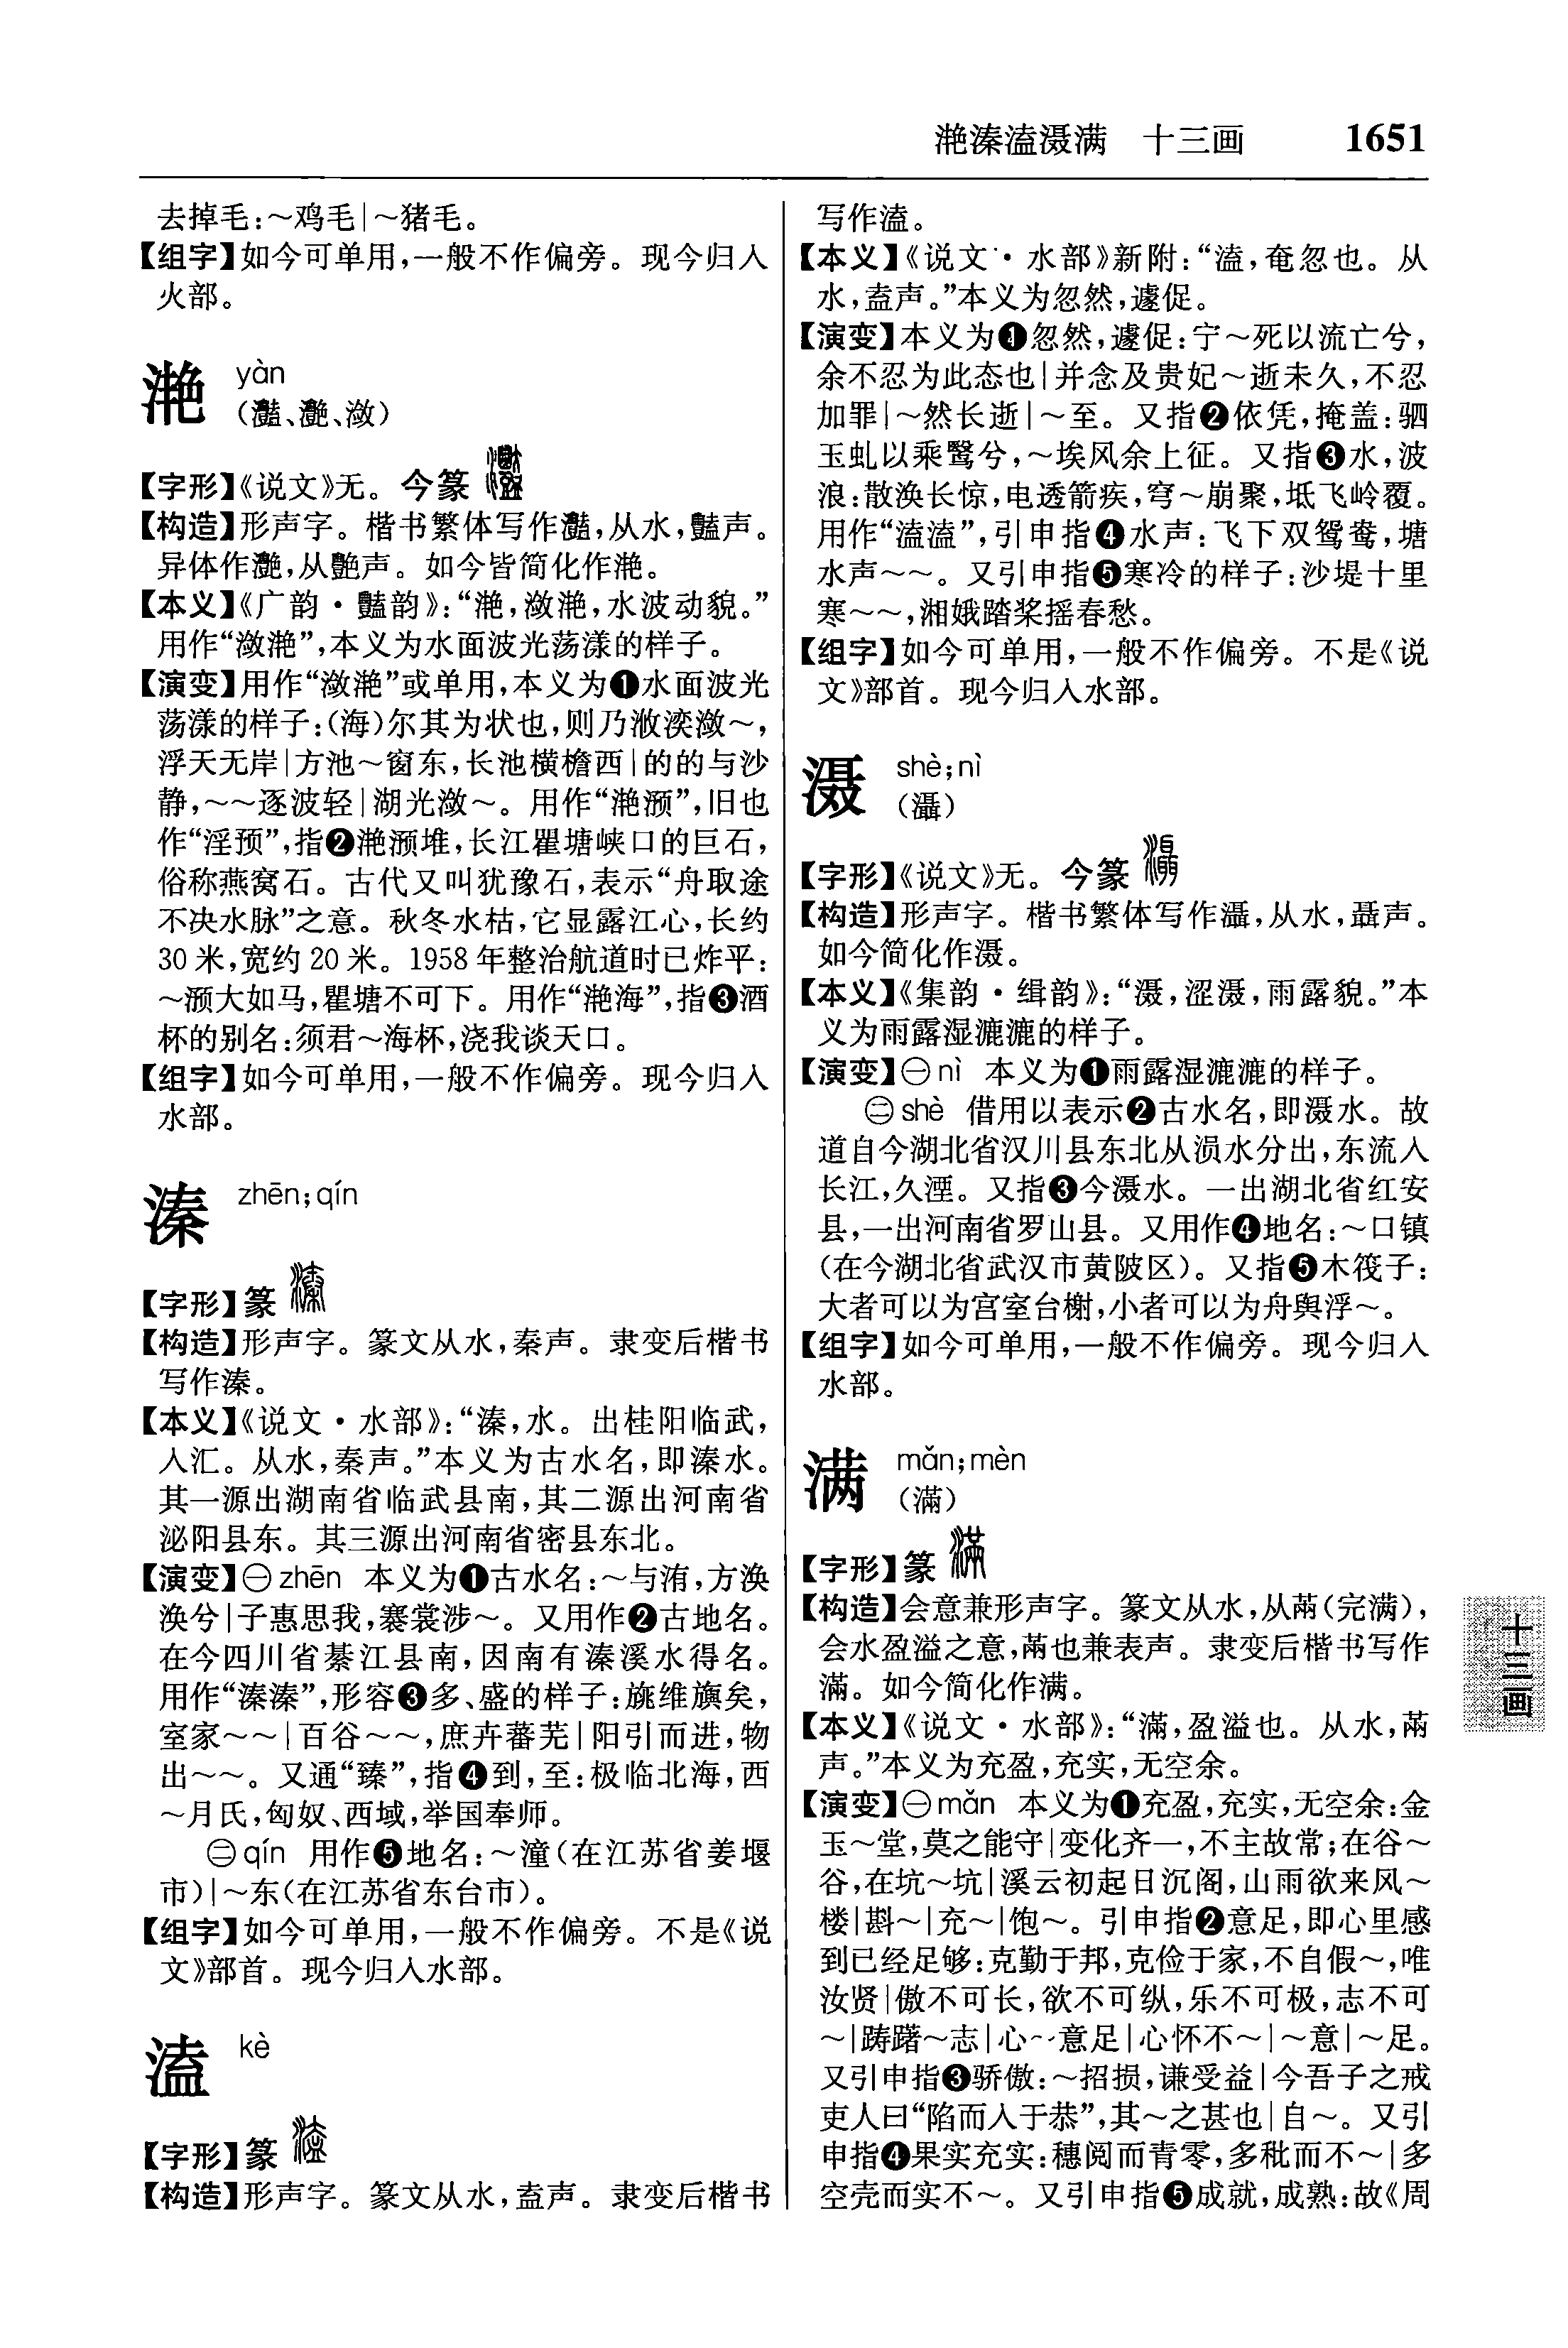 滟溱溘滠满 十三画 1651
去掉毛:～鸡毛|～猪毛。
【组字】如今可单用,一般不作偏旁。现今归入
火部。
滟 yàn
(灔、灧、潋)
【字形】《说文》无。今篆
【构造】形声字。楷书繁体写作灔,从水,豔声。
异体作灧,从艷声。如今皆简化作滟。
【本义】《广韵·豔韵》:“滟,潋滟,水波动貌。”
用作“潋滟”,本义为水面波光荡漾的样子。
【演变】用作“潋滟”或单用,本义为❶水面波光
荡漾的样子:(海)尔其为状也,则乃浟湙潋～,
浮天无岸|方池～窗东,长池横檐西|的的与沙
静,～～逐波轻|湖光潋～。用作“滟滪”,旧也
作“淫预”,指❷滟滪堆,长江瞿塘峡口的巨石,
俗称燕窝石。古代又叫犹豫石,表示“舟取途
不决水脉”之意。秋冬水枯,它显露江心,长约
30米,宽约20米。1958年整治航道时已炸平:
～滪大如马,瞿塘不可下。用作“滟海”,指❸酒
杯的别名:须君～海杯,浇我谈天口。
【组字】如今可单用,一般不作偏旁。现今归入
水部。
溱 zhēn;qín
【字形】篆
【构造】形声字。篆文从水,秦声。隶变后楷书
写作溱。
【本义】《说文·水部》:“溱,水。出桂阳临武,
入汇。从水,秦声。”本义为古水名,即溱水。
其一源出湖南省临武县南,其二源出河南省
泌阳县东。其三源出河南省密县东北。
【演变】㊀zhēn 本义为❶古水名:～与洧,方涣
涣兮|子惠思我,褰裳涉～。又用作❷古地名。
在今四川省綦江县南,因南有溱溪水得名。
用作“溱溱”,形容❸多、盛的样子:旐维旟矣,
室家～～|百谷～～,庶卉蕃芜|阳引而进,物
出～～。又通“臻”,指❹到,至:极临北海,西
～月氏,匈奴、西域,举国奉师。
㊁qín 用作❺地名:～潼(在江苏省姜堰
市)|～东(在江苏省东台市)。
【组字】如今可单用,一般不作偏旁。不是《说
文》部首。现今归入水部。
溘 kè
【字形】篆
【构造】形声字。篆文从水,盍声。隶变后楷书
写作溘。
【本义】《说文·水部》新附:“溘,奄忽也。从
水,盍声。”本义为忽然,遽促。
【演变】本义为❶忽然,遽促:宁～死以流亡兮,
余不忍为此态也|并念及贵妃～逝未久,不忍
加罪|～然长逝|～至。又指❷依凭,掩盖:驷
玉虬以乘鹥兮,～埃风余上征。又指❸水,波
浪:散涣长惊,电透箭疾,穹～崩聚,坻飞岭覆。
用作“溘溘”,引申指❹水声:飞下双鸳鸯,塘
水声～～。又引申指❺寒冷的样子:沙堤十里
寒～～,湘娥踏桨摇春愁。
【组字】如今可单用,一般不作偏旁。不是《说
文》部首。现今归入水部。
滠 shè;nì
(灄)
【字形】《说文》无。今篆
【构造】形声字。楷书繁体写作灄,从水,聶声。
如今简化作滠。
【本义】《集韵·缉韵》:“滠,涩滠,雨露貌。”本
义为雨露湿漉漉的样子。
【演变】㊀nì 本义为❶雨露湿漉漉的样子。
㊁shè 借用以表示❷古水名,即滠水。故
道自今湖北省汉川县东北从涢水分出,东流入
长江,久湮。又指❸今滠水。一出湖北省红安
县,一出河南省罗山县。又用作❹地名:～口镇
(在今湖北省武汉市黄陂区)。又指❺木筏子:
大者可以为宫室台榭,小者可以为舟舆浮～。
【组字】如今可单用,一般不作偏旁。现今归入
水部。
满 mǎn;mèn
(滿)
【字形】篆
【构造】会意兼形声字。篆文从水,从㒼(完满),
会水盈溢之意,㒼也兼表声。隶变后楷书写作
滿。如今简化作满。
【本义】《说文·水部》:“滿,盈溢也。从水,㒼
声。”本义为充盈,充实,无空余。
【演变】㊀mǎn 本义为❶充盈,充实,无空余:金
玉～堂,莫之能守|变化齐一,不主故常;在谷～
谷,在坑～坑|溪云初起日沉阁,山雨欲来风～
楼|斟～|充～|饱～。引申指❷意足,即心里感
到已经足够:克勤于邦,克俭于家,不自假～,唯
汝贤|傲不可长,欲不可纵,乐不可极,志不可
～|踌躇～志|心～意足|心怀不～|～意|～足。
又引申指❸骄傲:～招损,谦受益|今吾子之戒
吏人曰“陷而入于恭”,其～之甚也|自～。又引
申指❹果实充实:穗阅而青零,多秕而不～|多
空壳而实不～。又引申指❺成就,成熟:故《周
十三画